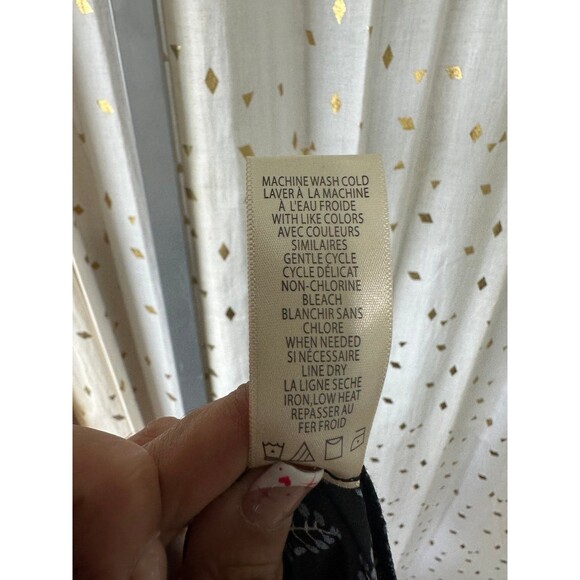 MACHINE WASH COLD
LAVER À LA MACHINE
À L'EAU FROIDE
WITH LIKE COLORS
AVEC COULEURS
SIMILAIRES
GENTLE CYCLE
CYCLE DÉLICAT
NON-CHLORINE
BLEACH
BLANCHIR SANS
CHLORE
WHEN NEEDED
SI NÉCESSAIRE
LINE DRY
LA LIGNE SECHE
IRON,LOW HEAT
REPASSER AU
FER FROID